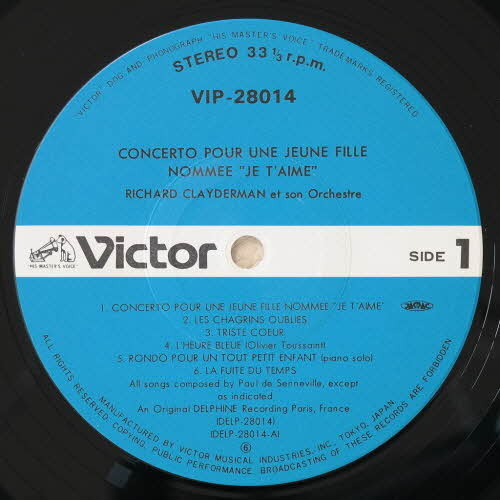 "VICTOR" DOG AND PHONOGRAPH "HIS MASTER'S VOICE" TRADEMARKS REGISTERED
STEREO 33 1/3 r.p.m.
VIP-28014
CONCERTO POUR UNE JEUNE FILLE
NOMMEE "JE T'AIME"
RICHARD CLAYDERMAN et son Orchestre
"HIS MASTER'S VOICE"
Victor
SIDE 1
1. CONCERTO POUR UNE JEUNE FILLE NOMMEE "JE T'AIME"
2. LES CHAGRINS OUBLIES
3. TRISTE COEUR
4. L'HEURE BLEUE (Olivier Toussaint)
5. RONDO POUR UN TOUT PETIT ENFANT (piano solo)
6. LA FUITE DU TEMPS
All songs composed by Paul de Senneville, except
as indicated
An Original DELPHINE Recording Paris, France
(DELP-28014)
(DELP-28014-A)
6
MANUFACTURED BY VICTOR MUSICAL INDUSTRIES, INC., TOKYO, JAPAN
ALL RIGHTS RESERVED. COPYING, PUBLIC PERFORMANCE, BROADCASTING OF THESE RECORDS ARE FORBIDDEN